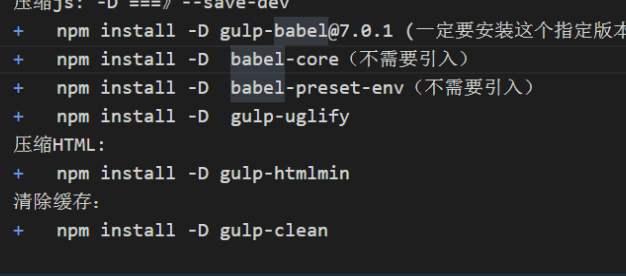 压缩js: -D ===》--save-dev
+ npm install -D gulp-babel@7.0.1 (一定要安装这个指定版本
+ npm install -D babel-core（不需要引入）
+ npm install -D babel-preset-env（不需要引入）
+ npm install -D gulp-uglify
压缩HTML:
+ npm install -D gulp-htmlmin
清除缓存：
+ npm install -D gulp-clean